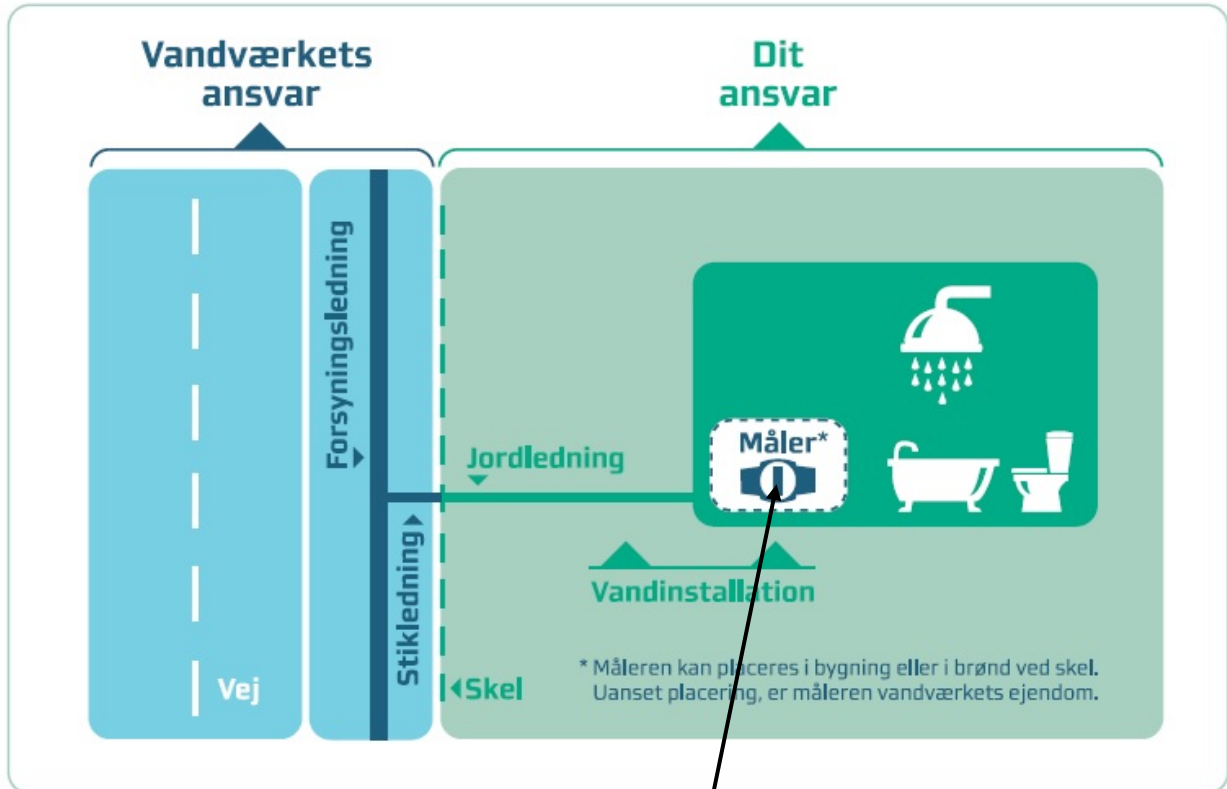 Vandværkets
ansvar
Dit
ansvar
Forsyningsledning
Stikledning
Jordledning
Måler*
Vandinstallation
Vej
Skel
* Måleren kan placeres i bygning eller i brønd ved skel.
Uanset placering, er måleren vandværkets ejendom.